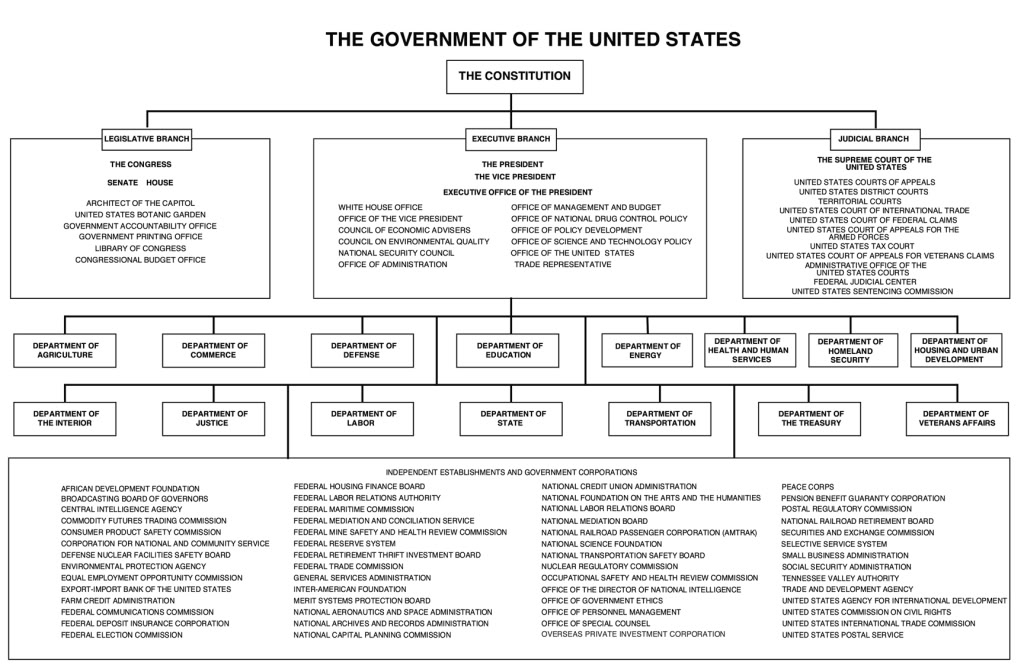 THE GOVERNMENT OF THE UNITED STATES
THE CONSTITUTION
LEGISLATIVE BRANCH
THE CONGRESS
SENATE HOUSE
ARCHITECT OF THE CAPITOL
UNITED STATES BOTANIC GARDEN
GOVERNMENT ACCOUNTABILITY OFFICE
GOVERNMENT PRINTING OFFICE
LIBRARY OF CONGRESS
CONGRESSIONAL BUDGET OFFICE
EXECUTIVE BRANCH
THE PRESIDENT
THE VICE PRESIDENT
EXECUTIVE OFFICE OF THE PRESIDENT
WHITE HOUSE OFFICE
OFFICE OF THE VICE PRESIDENT
COUNCIL OF ECONOMIC ADVISERS
COUNCIL ON ENVIRONMENTAL QUALITY
NATIONAL SECURITY COUNCIL
OFFICE OF ADMINISTRATION
OFFICE OF MANAGEMENT AND BUDGET
OFFICE OF NATIONAL DRUG CONTROL POLICY
OFFICE OF POLICY DEVELOPMENT
OFFICE OF SCIENCE AND TECHNOLOGY POLICY
OFFICE OF THE UNITED STATES
TRADE REPRESENTATIVE
JUDICIAL BRANCH
THE SUPREME COURT OF THE
UNITED STATES
UNITED STATES COURTS OF APPEALS
UNITED STATES DISTRICT COURTS
TERRITORIAL COURTS
UNITED STATES COURT OF INTERNATIONAL TRADE
UNITED STATES COURT OF FEDERAL CLAIMS
UNITED STATES COURT OF APPEALS FOR THE
ARMED FORCES
UNITED STATES TAX COURT
UNITED STATES COURT OF APPEALS FOR VETERANS CLAIMS
ADMINISTRATIVE OFFICE OF THE
UNITED STATES COURTS
FEDERAL JUDICIAL CENTER
UNITED STATES SENTENCING COMMISSION
DEPARTMENT OF
AGRICULTURE
DEPARTMENT OF
COMMERCE
DEPARTMENT OF
DEFENSE
DEPARTMENT OF
EDUCATION
DEPARTMENT OF
ENERGY
DEPARTMENT OF
HEALTH AND HUMAN
SERVICES
DEPARTMENT OF
HOMELAND
SECURITY
DEPARTMENT OF
HOUSING AND URBAN
DEVELOPMENT
DEPARTMENT OF
THE INTERIOR
DEPARTMENT OF
JUSTICE
DEPARTMENT OF
LABOR
DEPARTMENT OF
STATE
DEPARTMENT OF
TRANSPORTATION
DEPARTMENT OF
THE TREASURY
DEPARTMENT OF
VETERANS AFFAIRS
INDEPENDENT ESTABLISHMENTS AND GOVERNMENT CORPORATIONS
AFRICAN DEVELOPMENT FOUNDATION
BROADCASTING BOARD OF GOVERNORS
CENTRAL INTELLIGENCE AGENCY
COMMODITY FUTURES TRADING COMMISSION
CONSUMER PRODUCT SAFETY COMMISSION
CORPORATION FOR NATIONAL AND COMMUNITY SERVICE
DEFENSE NUCLEAR FACILITIES SAFETY BOARD
ENVIRONMENTAL PROTECTION AGENCY
EQUAL EMPLOYMENT OPPORTUNITY COMMISSION
EXPORT-IMPORT BANK OF THE UNITED STATES
FARM CREDIT ADMINISTRATION
FEDERAL COMMUNICATIONS COMMISSION
FEDERAL DEPOSIT INSURANCE CORPORATION
FEDERAL ELECTION COMMISSION
FEDERAL HOUSING FINANCE BOARD
FEDERAL LABOR RELATIONS AUTHORITY
FEDERAL MARITIME COMMISSION
FEDERAL MEDIATION AND CONCILIATION SERVICE
FEDERAL MINE SAFETY AND HEALTH REVIEW COMMISSION
FEDERAL RESERVE SYSTEM
FEDERAL RETIREMENT THRIFT INVESTMENT BOARD
FEDERAL TRADE COMMISSION
GENERAL SERVICES ADMINISTRATION
INTER-AMERICAN FOUNDATION
MERIT SYSTEMS PROTECTION BOARD
NATIONAL AERONAUTICS AND SPACE ADMINISTRATION
NATIONAL ARCHIVES AND RECORDS ADMINISTRATION
NATIONAL CAPITAL PLANNING COMMISSION
NATIONAL CREDIT UNION ADMINISTRATION
NATIONAL FOUNDATION ON THE ARTS AND THE HUMANITIES
NATIONAL LABOR RELATIONS BOARD
NATIONAL MEDIATION BOARD
NATIONAL RAILROAD PASSENGER CORPORATION (AMTRAK)
NATIONAL SCIENCE FOUNDATION
NATIONAL TRANSPORTATION SAFETY BOARD
NUCLEAR REGULATORY COMMISSION
OCCUPATIONAL SAFETY AND HEALTH REVIEW COMMISSION
OFFICE OF THE DIRECTOR OF NATIONAL INTELLIGENCE
OFFICE OF GOVERNMENT ETHICS
OFFICE OF PERSONNEL MANAGEMENT
OFFICE OF SPECIAL COUNSEL
OVERSEAS PRIVATE INVESTMENT CORPORATION
PEACE CORPS
PENSION BENEFIT GUARANTY CORPORATION
POSTAL REGULATORY COMMISSION
NATIONAL RAILROAD RETIREMENT BOARD
SECURITIES AND EXCHANGE COMMISSION
SELECTIVE SERVICE SYSTEM
SMALL BUSINESS ADMINISTRATION
SOCIAL SECURITY ADMINISTRATION
TENNESSEE VALLEY AUTHORITY
TRADE AND DEVELOPMENT AGENCY
UNITED STATES AGENCY FOR INTERNATIONAL DEVELOPMENT
UNITED STATES COMMISSION ON CIVIL RIGHTS
UNITED STATES INTERNATIONAL TRADE COMMISSION
UNITED STATES POSTAL SERVICE